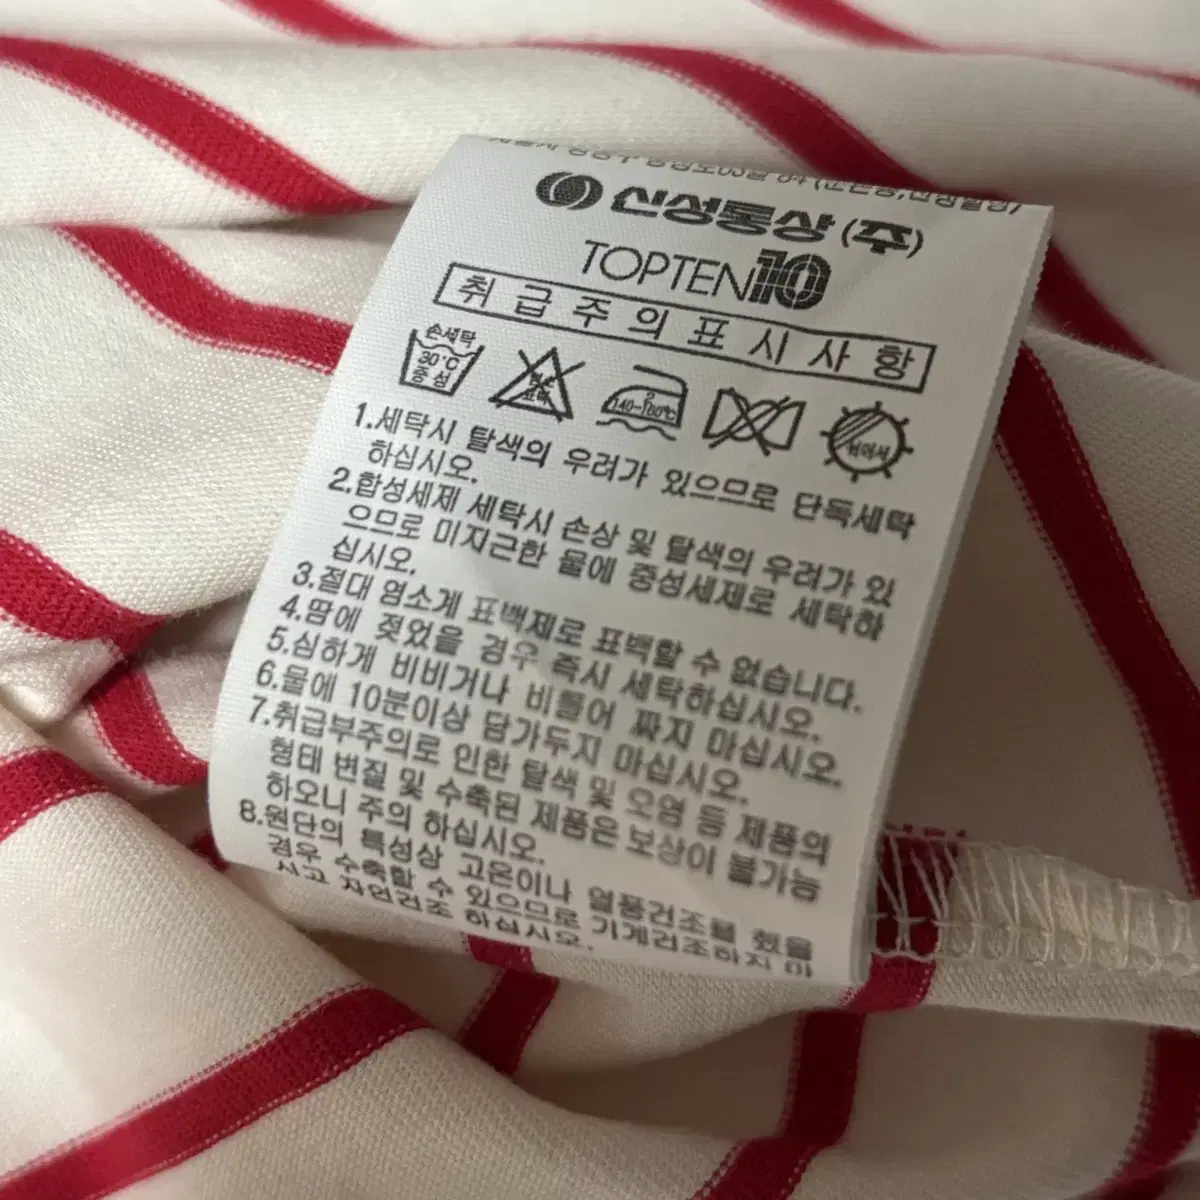 신성통상(주)
TOPTEN10
취급주의표시사항
손세탁
30°C
중성
염소
표백
2
140~160℃
뉘어서
1.세탁시 탈색의 우려가 있으므로 단독세탁
하십시오.
2.합성세제 세탁시 손상 및 탈색의 우려가 있
으므로 미지근한 물에 중성세제로 세탁하
십시오.
3.절대 염소계 표백제로 표백할 수 없습니다.
4.땀에 젖었을 경우 즉시 세탁하십시오.
5.심하게 비비거나 비틀어 짜지 마십시오.
6.물에 10분이상 담가두지 마십시오.
7.취급부주의로 인한 탈색 및 오염 등 제품의
형태 변질 및 수축된 제품은 보상이 불가능
하오니 주의 하십시오.
8.원단의 특성상 고온이나 열풍건조를 했을
경우 수축할 수 있으므로 기계건조하지 마
시고 자연건조 하십시오.